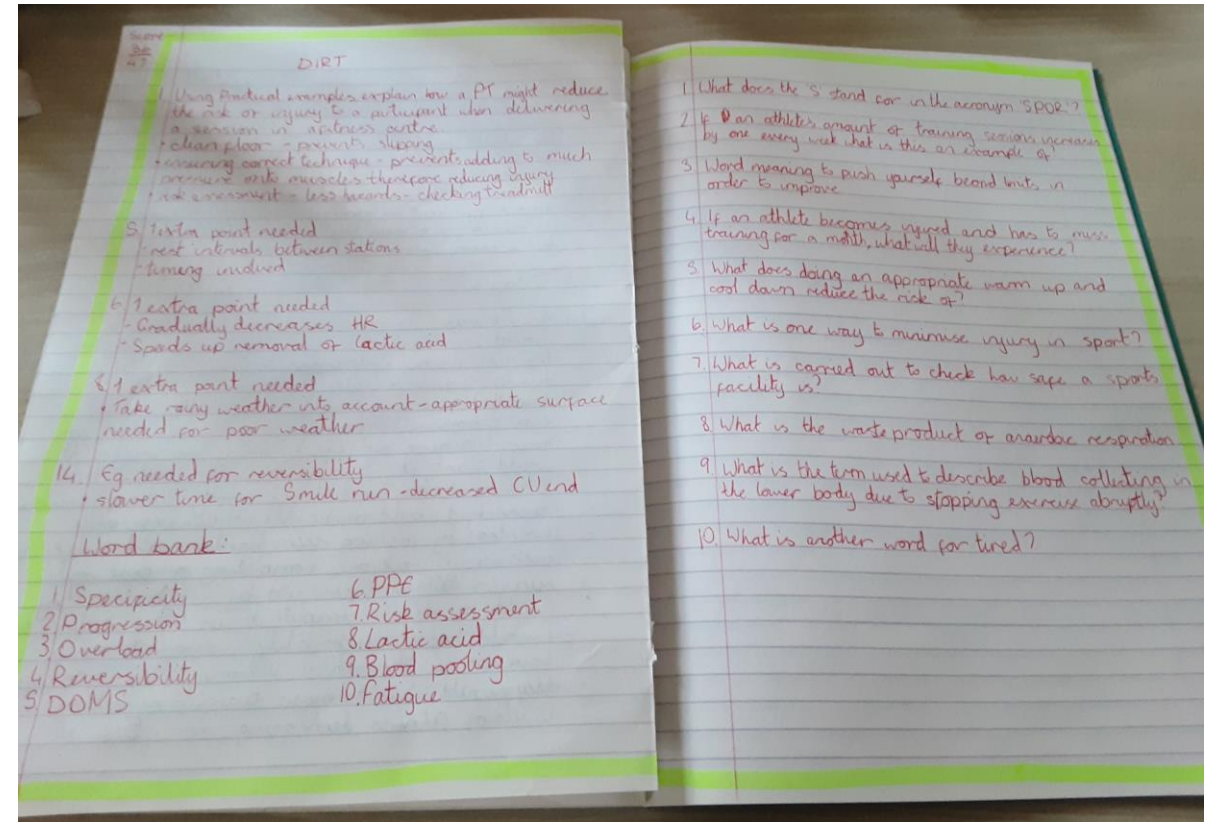 Score
36
47
DIRT
1. Using Practical examples explain how a PT might reduce
the risk of injury to a participant when delivering
a session in a fitness centre
• clean floor - prevents slipping
• ensuring correct technique - prevents adding to much
pressure onto muscles therefore reducing injury
• risk assessment - less hazards - checking treadmill
5. 1 extra point needed
- rest intervals between stations
- timeing involved
6. 1 extra point needed
- Gradually decreases HR
- Speeds up removal of lactic acid
8. 1 extra point needed
• Take rainy weather into account - appropriate surface
needed for poor weather
14. Eg needed for reversibility
• slower time for 5 mile run - decreased CV end
Word bank:
1. Specificity
2. Progression
3. Overload
4. Reversibility
5. DOMS
6. PPE
7. Risk assessment
8. Lactic acid
9. Blood pooling
10. Fatigue
1. What does the 'S' stand for in the acronym 'SPOR'?
2. If an athlete's amount of training sessions increases
by one every week what is this an example of
3. Word meaning to push yourself beond limits in
order to improve
4. If an athlete becomes injured and has to miss
training for a month, what will they experience?
5. What does doing an appropriate warm up and
cool down reduce the risk of?
6. What is one way to minimise injury in sport?
7. What is carried out to check how safe a sports
facility is?
8. What is the waste product of respiration
9. What is the term used to describe blood collecting in
the lower body due to stopping exercise abruptly?
10. What is another word for tired?